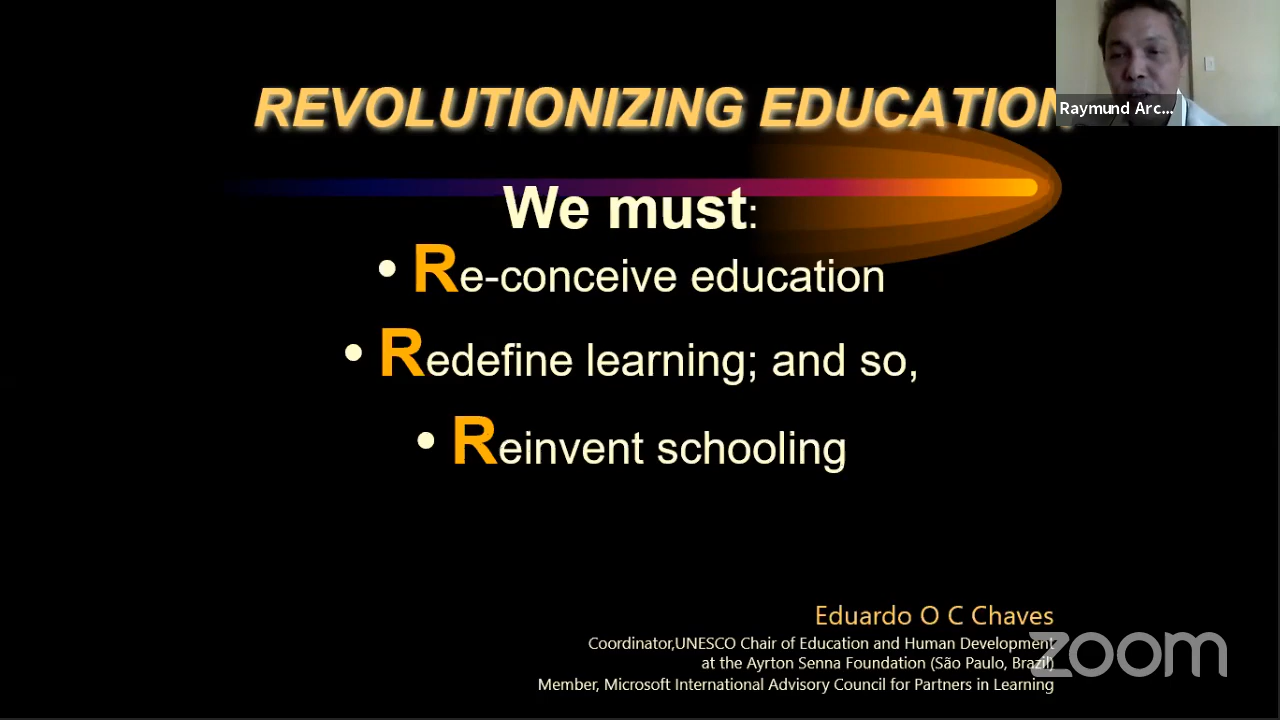 REVOLUTIONIZING EDUCATION
Raymund Arc...
We must:
• Re-conceive education
• Redefine learning; and so,
• Reinvent schooling
Eduardo O C Chaves
Coordinator,UNESCO Chair of Education and Human Development
at the Ayrton Senna Foundation (São Paulo, Brazil)
Member, Microsoft International Advisory Council for Partners in Learning
zoom